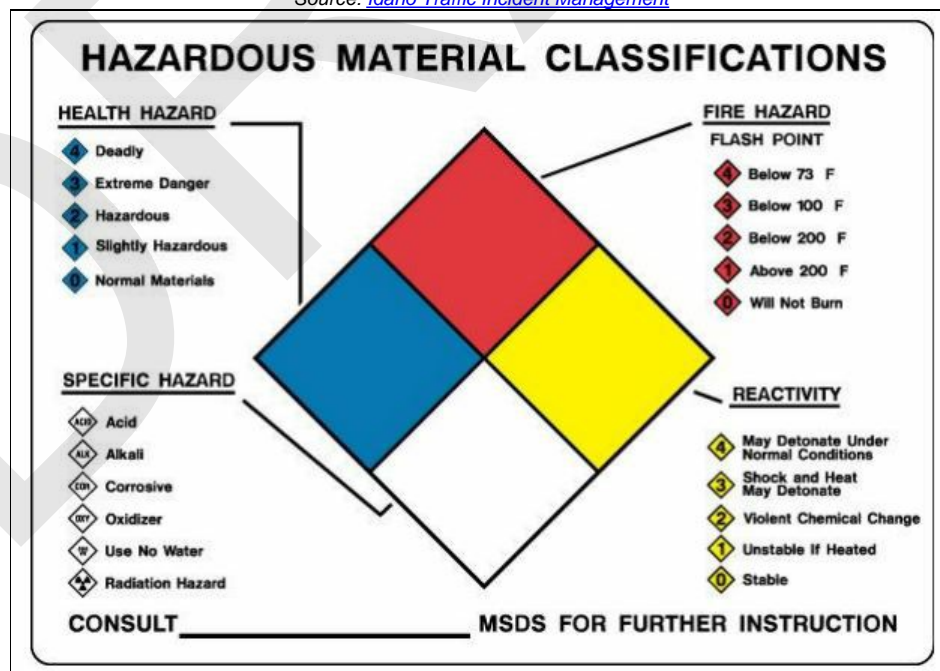 Source: Idaho Traffic Incident Management
HAZARDOUS MATERIAL CLASSIFICATIONS
HEALTH HAZARD
4 Deadly
3 Extreme Danger
2 Hazardous
1 Slightly Hazardous
0 Normal Materials
FIRE HAZARD
FLASH POINT
4 Below 73 F
3 Below 100 F
2 Below 200 F
1 Above 200 F
0 Will Not Burn
SPECIFIC HAZARD
ACID Acid
ALK Alkali
COR Corrosive
OXY Oxidizer
W Use No Water
Radiation Hazard
REACTIVITY
4 May Detonate Under
Normal Conditions
3 Shock and Heat
May Detonate
2 Violent Chemical Change
1 Unstable If Heated
0 Stable
CONSULT MSDS FOR FURTHER INSTRUCTION